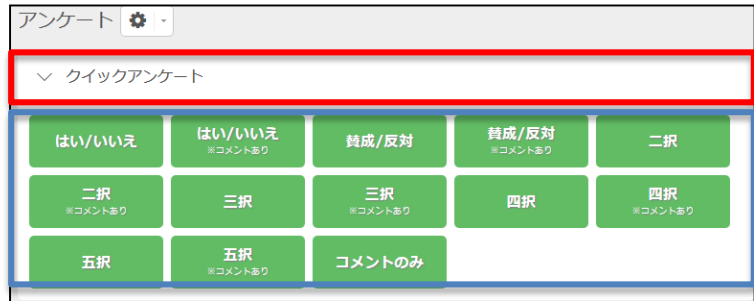 アンケート
クイックアンケート
はい/いいえ
はい/いいえ
※コメントあり
賛成/反対
賛成/反対
※コメントあり
二択
二択
※コメントあり
三択
三択
※コメントあり
四択
四択
※コメントあり
五択
五択
※コメントあり
コメントのみ